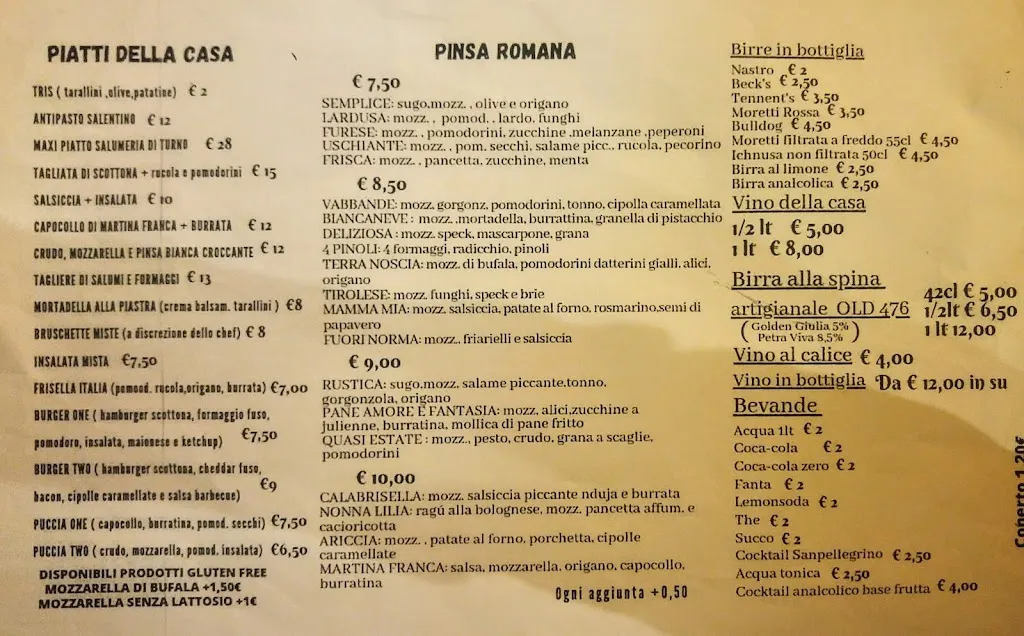 PIATTI DELLA CASA
TRIS ( tarallini ,olive,patatine) € 2
ANTIPASTO SALENTINO € 12
MAXI PIATTO SALUMERIA DI TURNO € 28
TAGLIATA DI SCOTTONA + rucola e pomodorini € 15
SALSICCIA + INSALATA € 10
CAPOCOLLO DI MARTINA FRANCA + BURRATA € 12
CRUDO, MOZZARELLA E PINSA BIANCA CROCCANTE € 12
TAGLIERE DI SALUMI E FORMAGGI € 13
MORTADELLA ALLA PIASTRA (crema balsam. tarallini ) €8
BRUSCHETTE MISTE (a discrezione dello chef) € 8
INSALATA MISTA €7,50
FRISELLA ITALIA (pomod. rucola,origano, burrata) €7,00
BURGER ONE ( hamburger scottona, formaggio fuso,
pomodoro, insalata, maionese e ketchup) €7,50
BURGER TWO ( hamburger scottona, cheddar fuso,
bacon, cipolle caramellate e salsa barbecue) €9
PUCCIA ONE ( capocollo, burratina, pomod. secchi) €7,50
PUCCIA TWO ( crudo, mozzarella, pomod. insalata) €6,50
DISPONIBILI PRODOTTI GLUTEN FREE
MOZZARELLA DI BUFALA +1,50€
MOZZARELLA SENZA LATTOSIO +1€
PINSA ROMANA
€ 7,50
SEMPLICE: sugo,mozz. , olive e origano
LARDUSA: mozz. , pomod. , lardo, funghi
FURESE: mozz. , pomodorini, zucchine ,melanzane ,peperoni
USCHIANTE: mozz. , pom. secchi, salame picc., rucola, pecorino
FRISCA: mozz. , pancetta, zucchine, menta
€ 8,50
VABBANDE: mozz, gorgonz, pomodorini, tonno, cipolla caramellata
BIANCANEVE : mozz. ,mortadella, burrattina, granella di pistacchio
DELIZIOSA : mozz. speck, mascarpone, grana
4 PINOLI: 4 formaggi, radicchio, pinoli
TERRA NOSCIA: mozz. di bufala, pomodorini datterini gialli, alici,
origano
TIROLESE: mozz. funghi, speck e brie
MAMMA MIA: mozz. salsiccia, patate al forno, rosmarino,semi di
papavero
FUORI NORMA: mozz.. friarielli e salsiccia
€ 9,00
RUSTICA: sugo,mozz. salame piccante,tonno,
gorgonzola, origano
PANE AMORE E FANTASIA: mozz, alici,zucchine a
julienne, burratina, mollica di pane fritto
QUASI ESTATE : mozz., pesto, crudo, grana a scaglie,
pomodorini
€ 10,00
CALABRISELLA: mozz. salsiccia piccante nduja e burrata
NONNA LILIA: ragú alla bolognese, mozz. pancetta affum. e
cacioricotta
ARICCIA: mozz. , patate al forno, porchetta, cipolle
caramellate
MARTINA FRANCA: salsa, mozzarella, origano, capocollo,
burratina
Ogni aggiunta +0,50
Birre in bottiglia
Nastro € 2
Beck's € 2,50
Tennent's € 3,50
Moretti Rossa € 3,50
Bulldog € 4,50
Moretti filtrata a freddo 55cl € 4,50
Ichnusa non filtrata 50cl € 4,50
Birra al limone € 2,50
Birra analcolica € 2,50
Vino della casa
1/2 lt € 5,00
1 lt € 8,00
Birra alla spina
artigianale OLD 476
( Golden Giulia 5%
Petra Viva 8,5% )
42cl € 5,00
1/2lt € 6,50
1 lt 12,00
Vino al calice € 4,00
Vino in bottiglia Da € 12,00 in su
Bevande
Acqua 1lt € 2
Coca-cola € 2
Coca-cola zero € 2
Fanta € 2
Lemonsoda € 2
The € 2
Succo € 2
Cocktail Sanpellegrino € 2,50
Acqua tonica € 2,50
Cocktail analcolico base frutta € 4,00
Coperto 1,20€